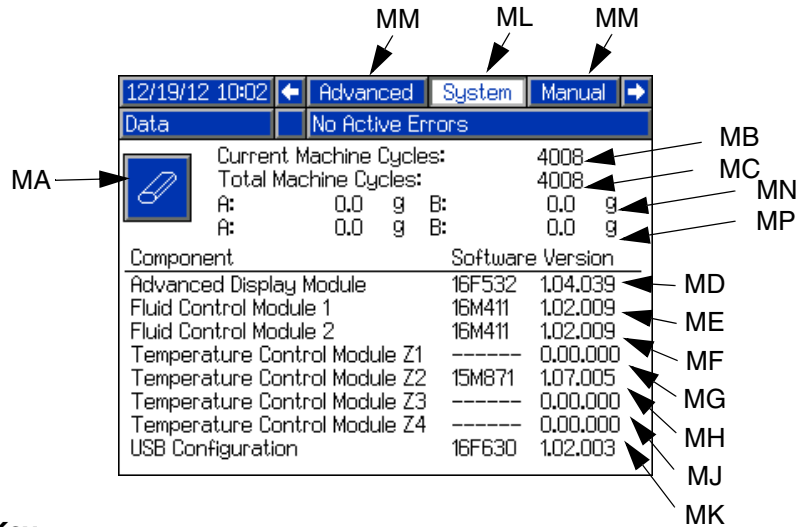 MM ML MM
12/19/12 10:02 Advanced System Manual
Data No Active Errors
Current Machine Cycles: 4008 MB
Total Machine Cycles: 4008 MC
MA
A: 0.0 g B: 0.0 g MN
A: 0.0 g B: 0.0 g MP
Component Software Version
Advanced Display Module 16F532 1.04.039 MD
Fluid Control Module 1 16M411 1.02.009 ME
Fluid Control Module 2 16M411 1.02.009 MF
Temperature Control Module Z1 ------ 0.00.000 MG
Temperature Control Module Z2 15M871 1.07.005 MH
Temperature Control Module Z3 ------ 0.00.000 MJ
Temperature Control Module Z4 ------ 0.00.000
USB Configuration 16F630 1.02.003 MK